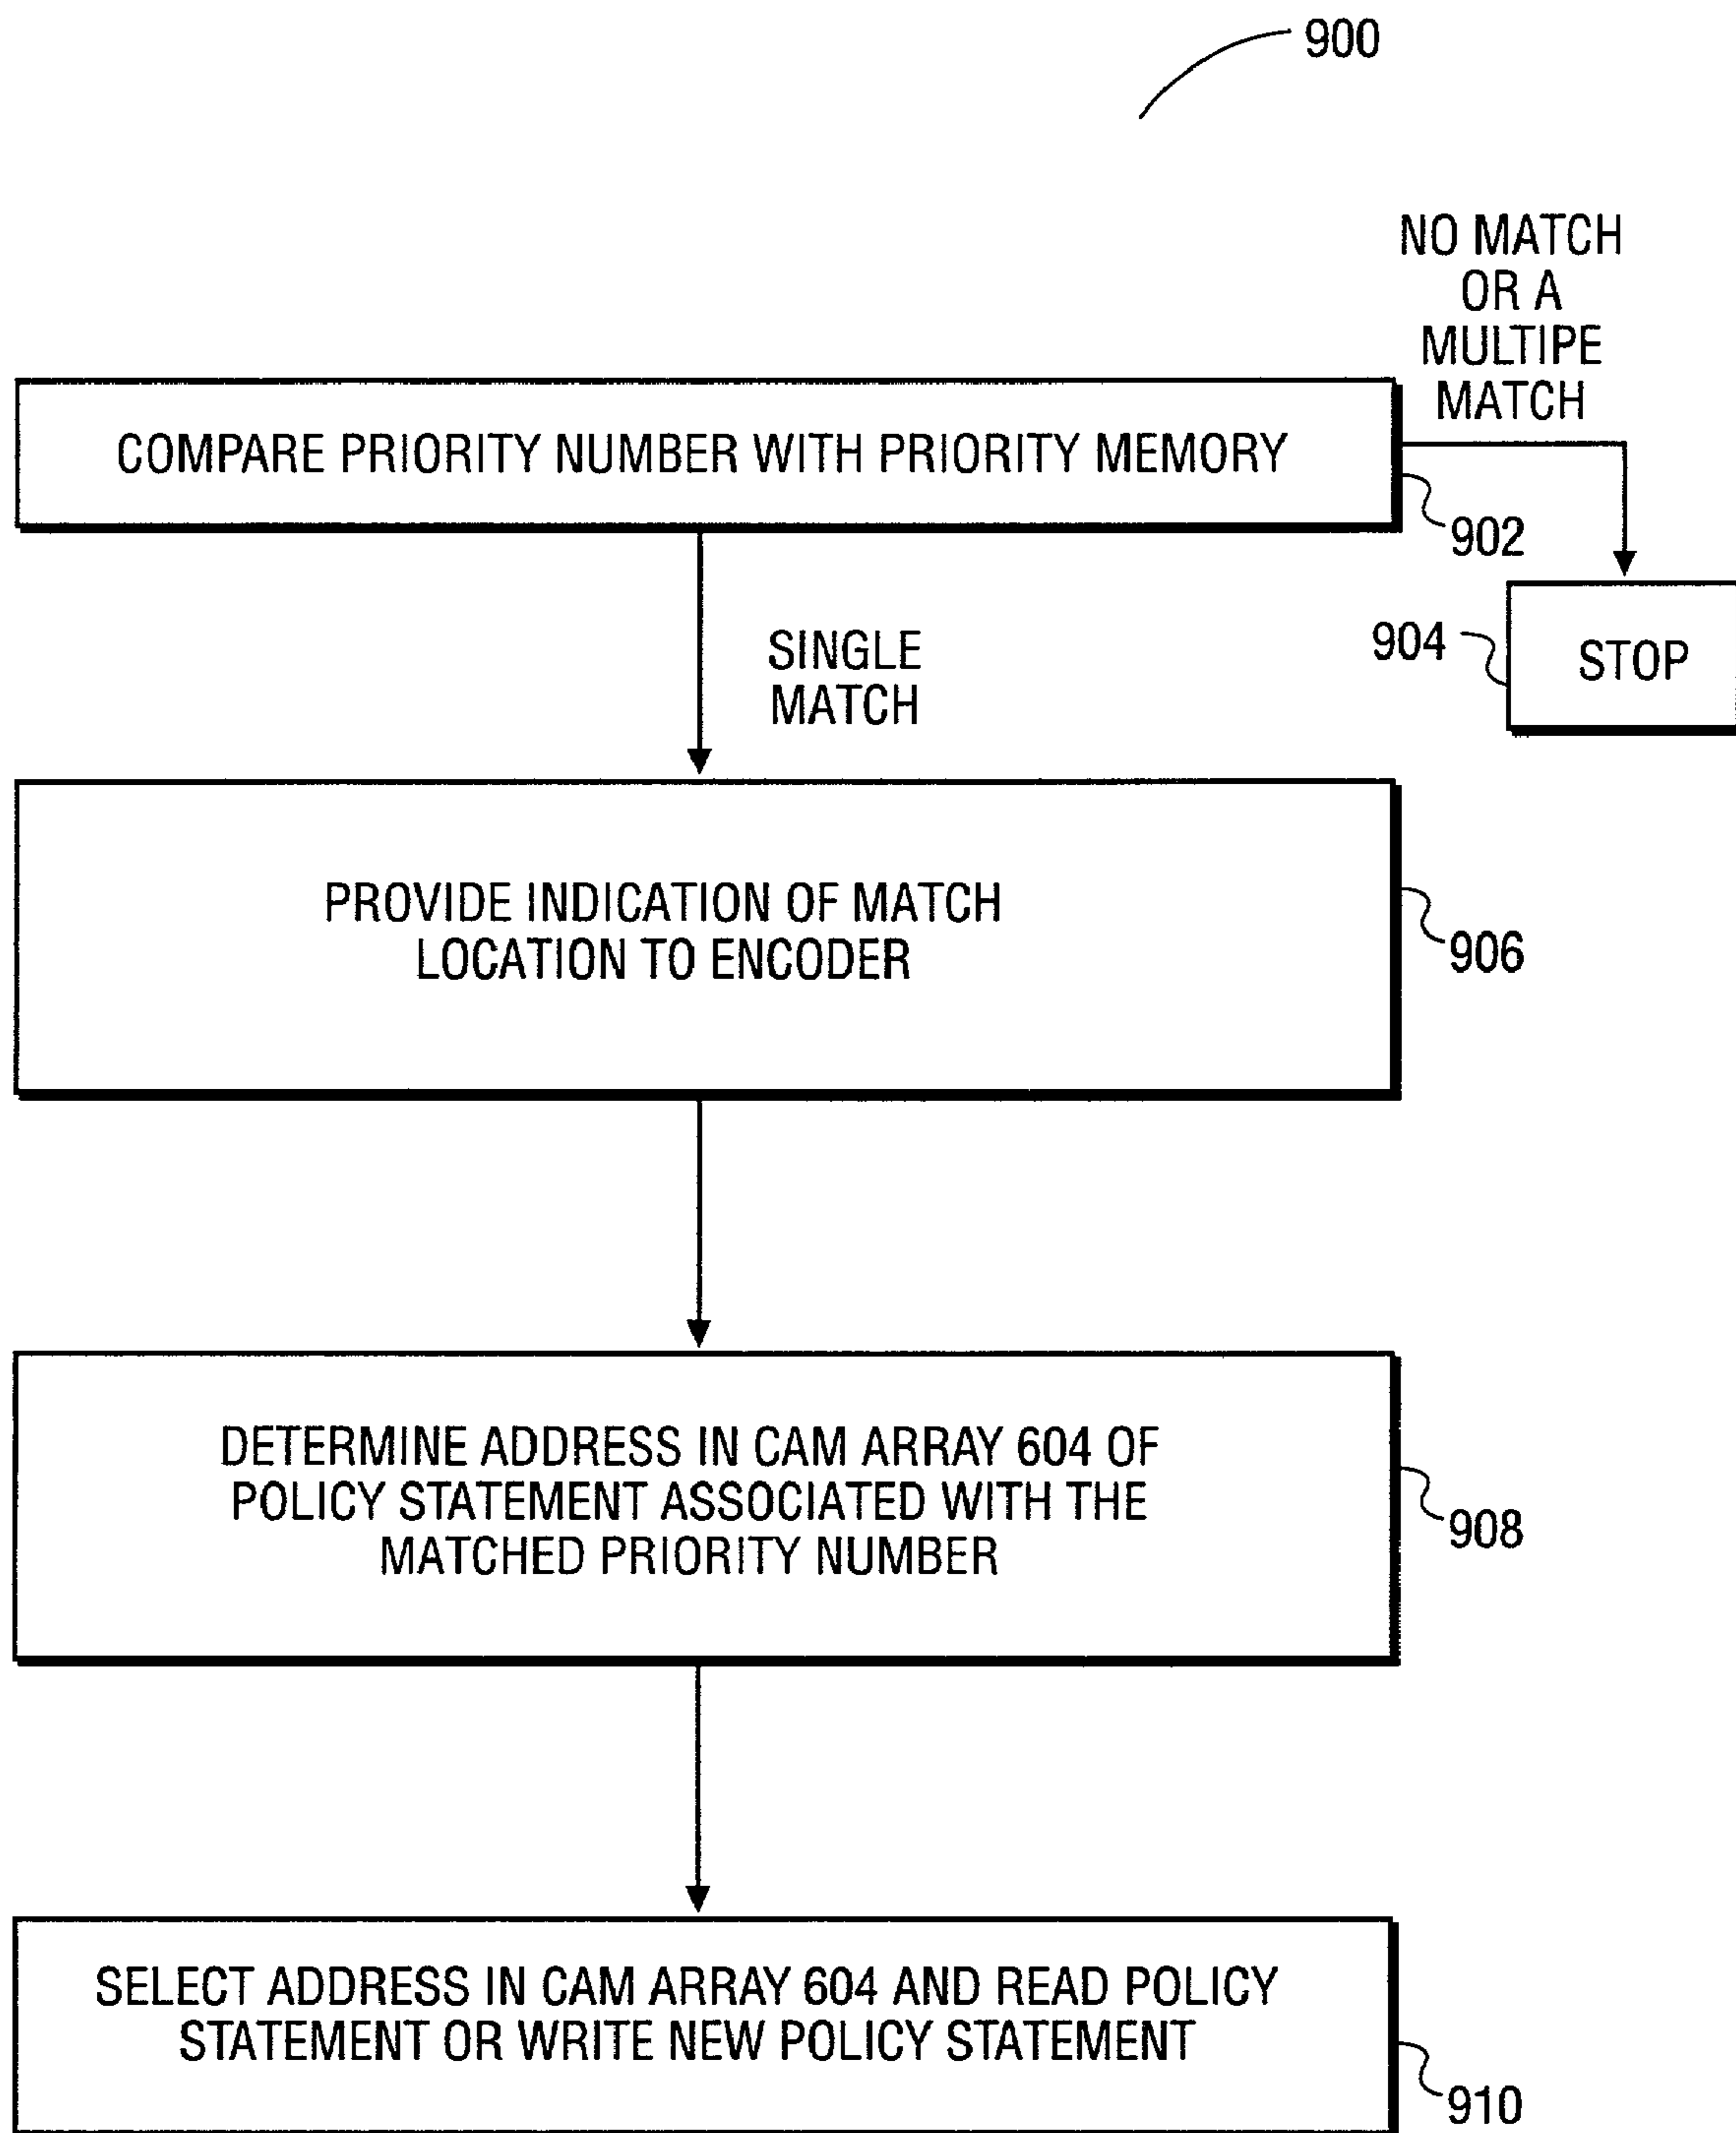 900
NO MATCH
OR A
MULTIPE
MATCH
COMPARE PRIORITY NUMBER WITH PRIORITY MEMORY
902
904
STOP
SINGLE
MATCH
PROVIDE INDICATION OF MATCH
LOCATION TO ENCODER
906
DETERMINE ADDRESS IN CAM ARRAY 604 OF
POLICY STATEMENT ASSOCIATED WITH THE
MATCHED PRIORITY NUMBER
908
SELECT ADDRESS IN CAM ARRAY 604 AND READ POLICY
STATEMENT OR WRITE NEW POLICY STATEMENT
910